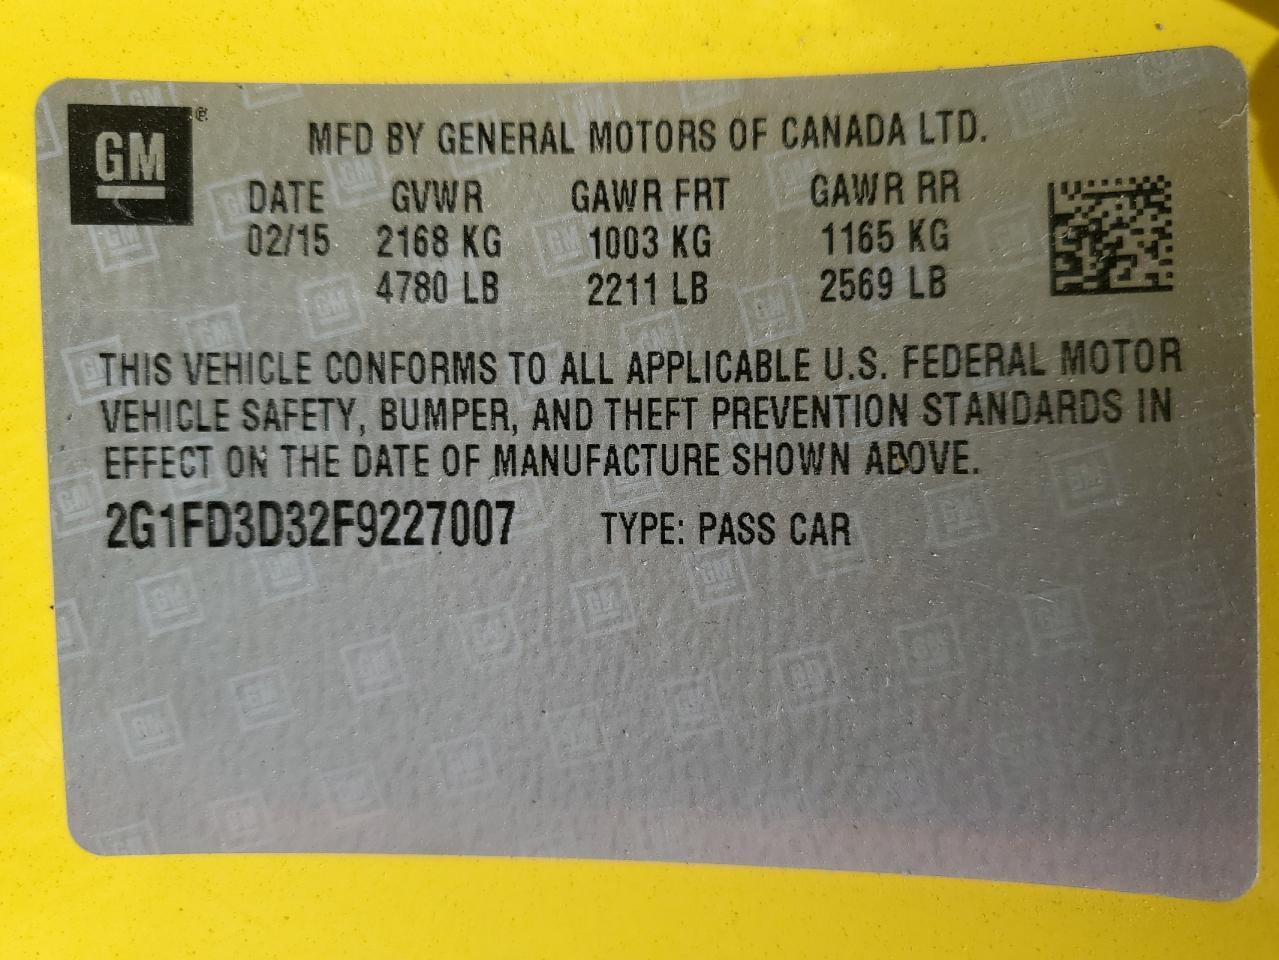 GM
MFD BY GENERAL MOTORS OF CANADA LTD.
DATE GVWR GAWR FRT GAWR RR
02/15 2168 KG 1003 KG 1165 KG
4780 LB 2211 LB 2569 LB
THIS VEHICLE CONFORMS TO ALL APPLICABLE U.S. FEDERAL MOTOR
VEHICLE SAFETY, BUMPER, AND THEFT PREVENTION STANDARDS IN
EFFECT ON THE DATE OF MANUFACTURE SHOWN ABOVE.
2G1FD3D32F9227007 TYPE: PASS CAR